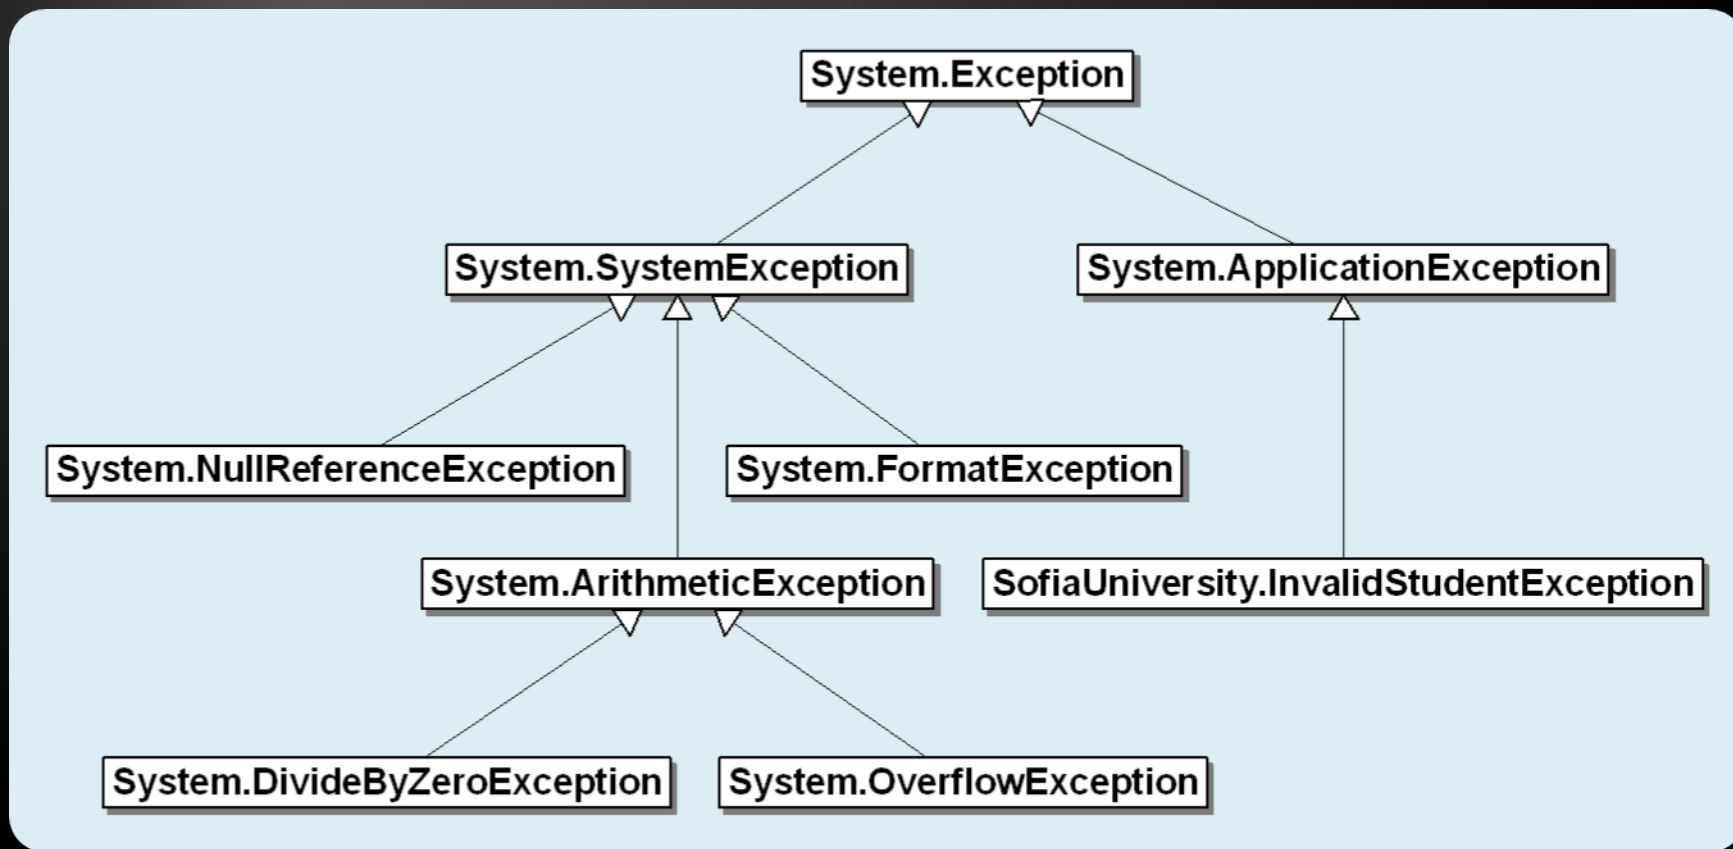 System.Exception
System.SystemException
System.ApplicationException
System.NullReferenceException
System.FormatException
System.ArithmeticException
SofiaUniversity.InvalidStudentException
System.DivideByZeroException
System.OverflowException